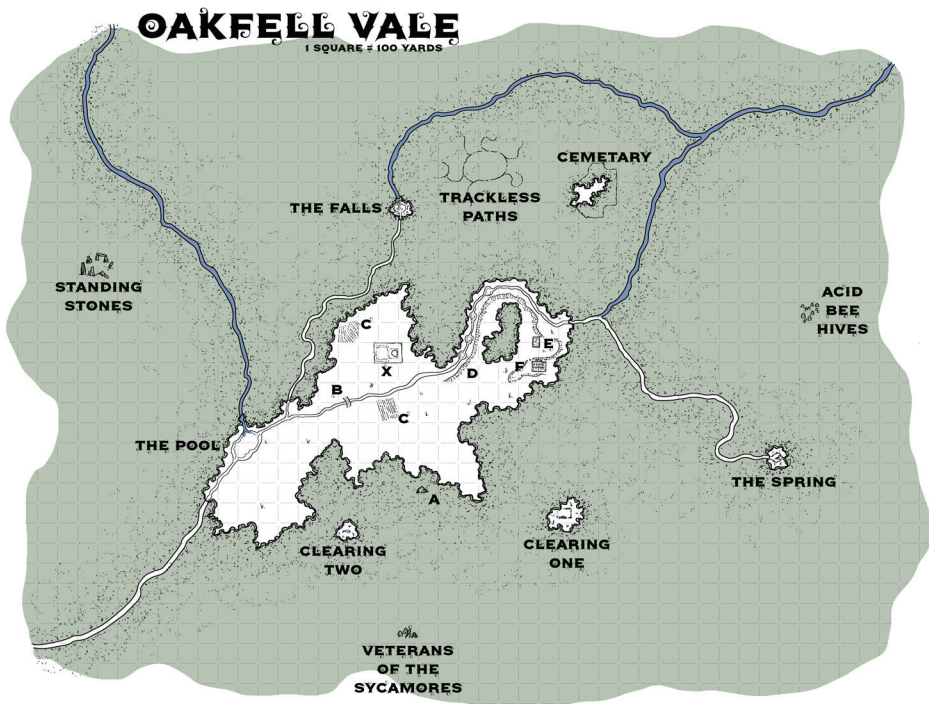 OAKFELL VALE
1 SQUARE = 100 YARDS
CEMETARY
TRACKLESS
PATHS
THE FALLS
STANDING
STONES
ACID
BEE
HIVES
C
E
X
D
F
B
C
THE POOL
THE SPRING
A
CLEARING
TWO
CLEARING
ONE
VETERANS
OF THE
SYCAMORES